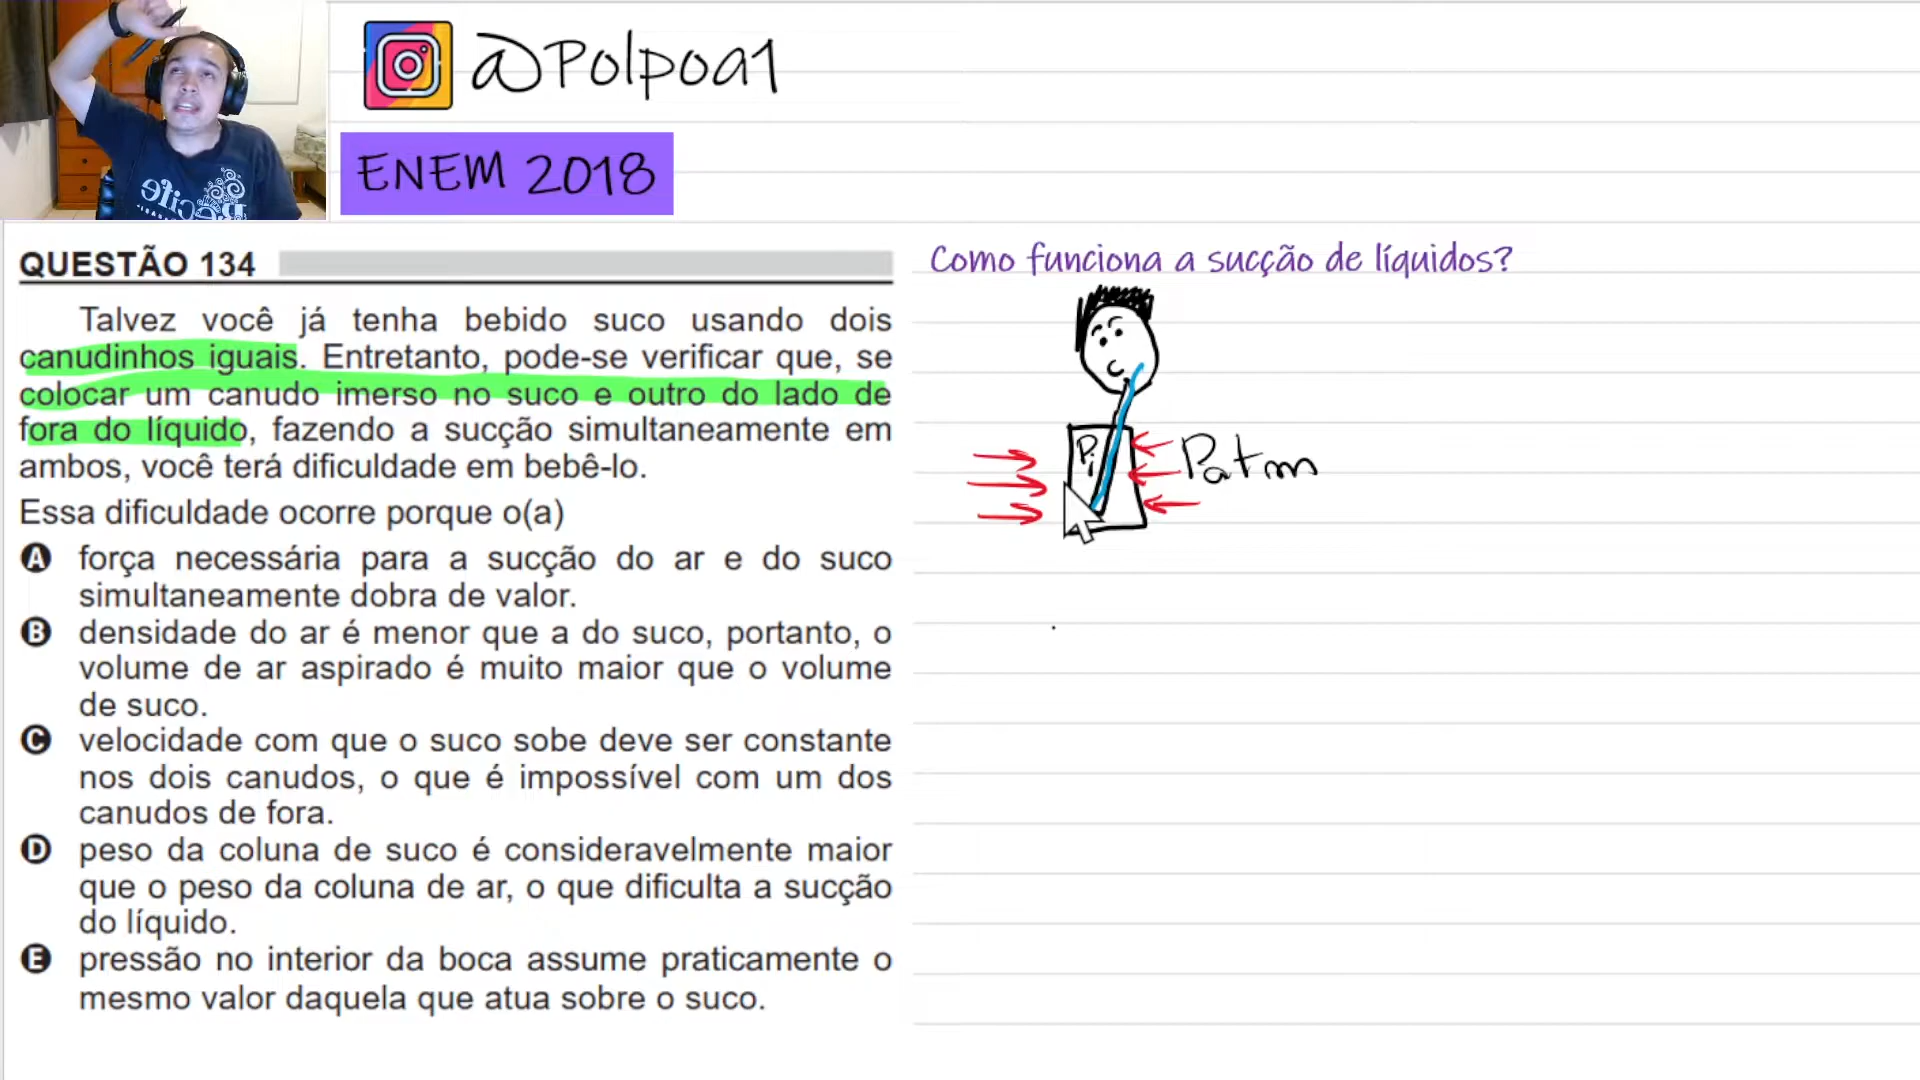 @Polpoa1
ENEM 2018
QUESTÃO 134
Talvez você já tenha bebido suco usando dois
canudinhos iguais. Entretanto, pode-se verificar que, se
colocar um canudo imerso no suco e outro do lado de
fora do líquido, fazendo a sucção simultaneamente em
ambos, você terá dificuldade em bebê-lo.
Essa dificuldade ocorre porque o(a)
A força necessária para a sucção do ar e do suco
simultaneamente dobra de valor.
B densidade do ar é menor que a do suco, portanto, o
volume de ar aspirado é muito maior que o volume
de suco.
C velocidade com que o suco sobe deve ser constante
nos dois canudos, o que é impossível com um dos
canudos de fora.
D peso da coluna de suco é consideravelmente maior
que o peso da coluna de ar, o que dificulta a sucção
do líquido.
E pressão no interior da boca assume praticamente o
mesmo valor daquela que atua sobre o suco.
Como funciona a sucção de líquidos?
Pi
Patm